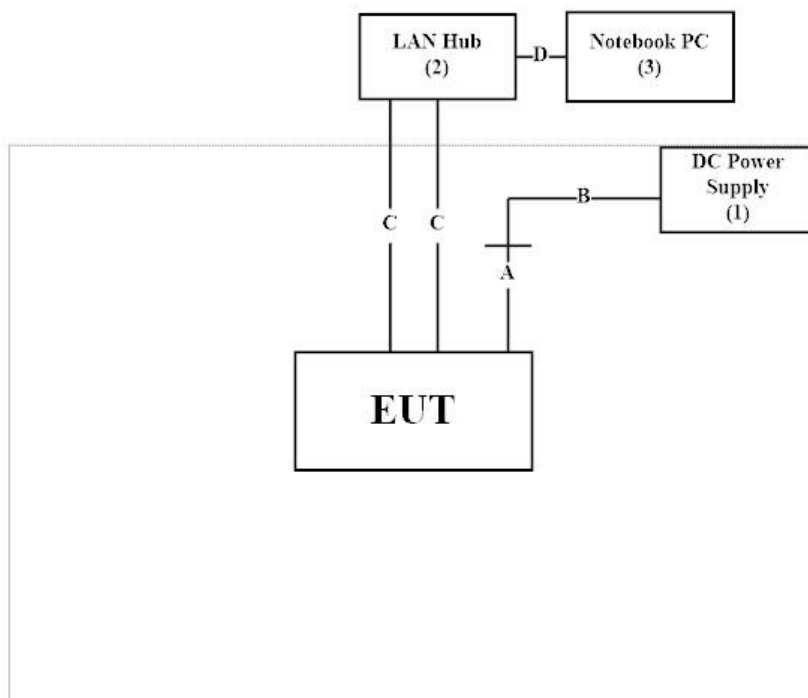 LAN Hub
(2)
D
Notebook PC
(3)
DC Power
Supply
(1)
B
C
C
A
EUT